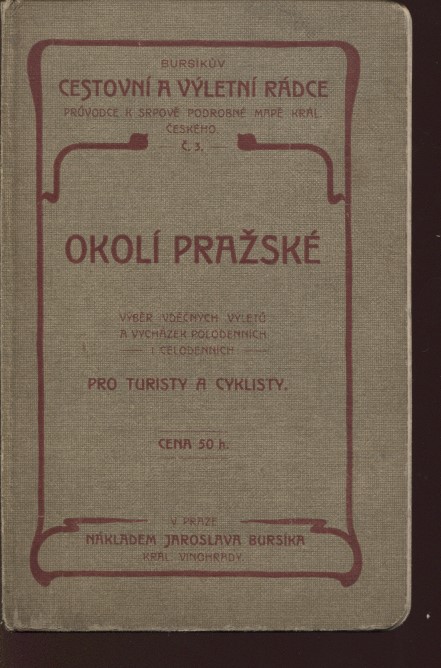 BURSÍKŮV
CESTOVNÍ A VÝLETNÍ RÁDCE
PRŮVODCE K SRPOVĚ PODROBNÉ MAPĚ KRÁL.
ČESKÉHO.
Č. 3.
OKOLÍ PRAŽSKÉ
VÝBĚR VDĚČNÝCH VÝLETŮ
A VYCHÁZEK POLODENNÍCH
I CELODENNÍCH
PRO TURISTY A CYKLISTY.
CENA 50 h.
V PRAZE
NÁKLADEM JAROSLAVA BURSÍKA
KRÁL. VINOHRADY.